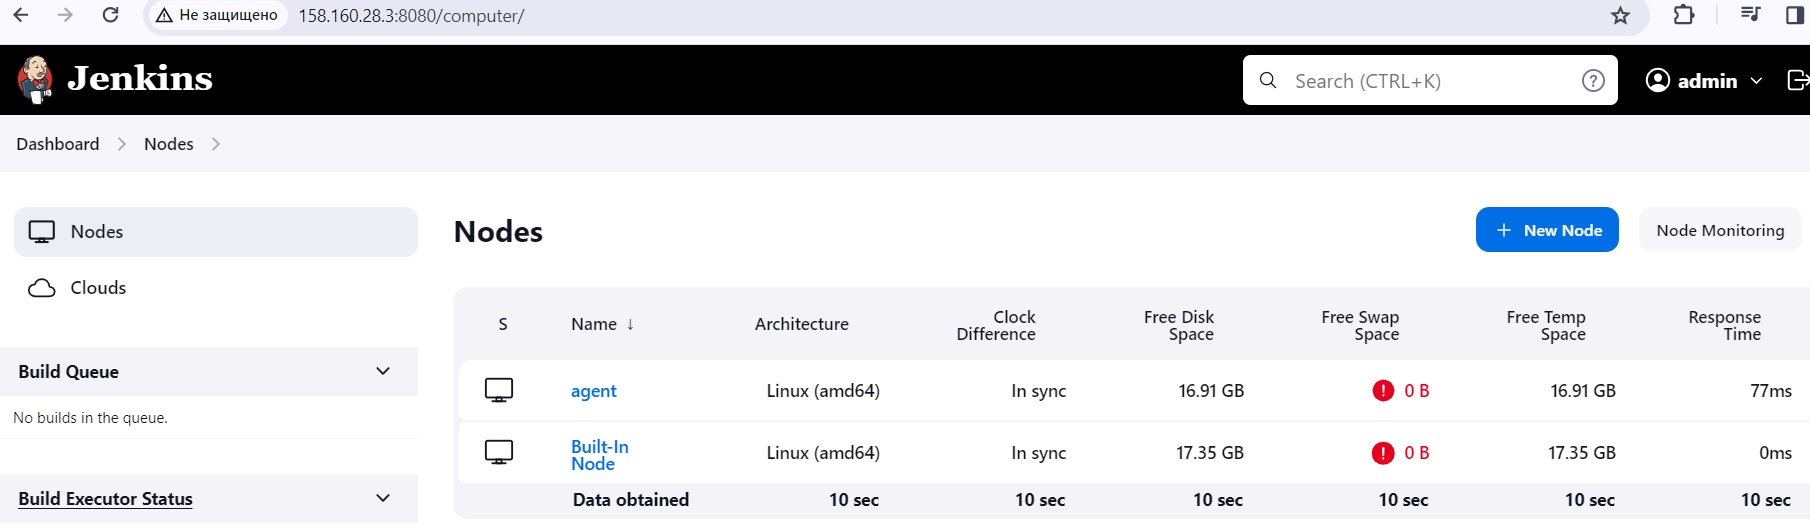 Не защищено 158.160.28.3:8080/computer/
Jenkins Search (CTRL+K) ? admin
Dashboard Nodes
Nodes
Clouds
Build Queue
No builds in the queue.
Build Executor Status
Nodes
+ New Node Node Monitoring
S Name ↓ Architecture Clock Difference Free Disk Space Free Swap Space Free Temp Space Response Time
agent Linux (amd64) In sync 16.91 GB ! 0 B 16.91 GB 77ms
Built-In Node Linux (amd64) In sync 17.35 GB ! 0 B 17.35 GB 0ms
Data obtained 10 sec 10 sec 10 sec 10 sec 10 sec 10 sec